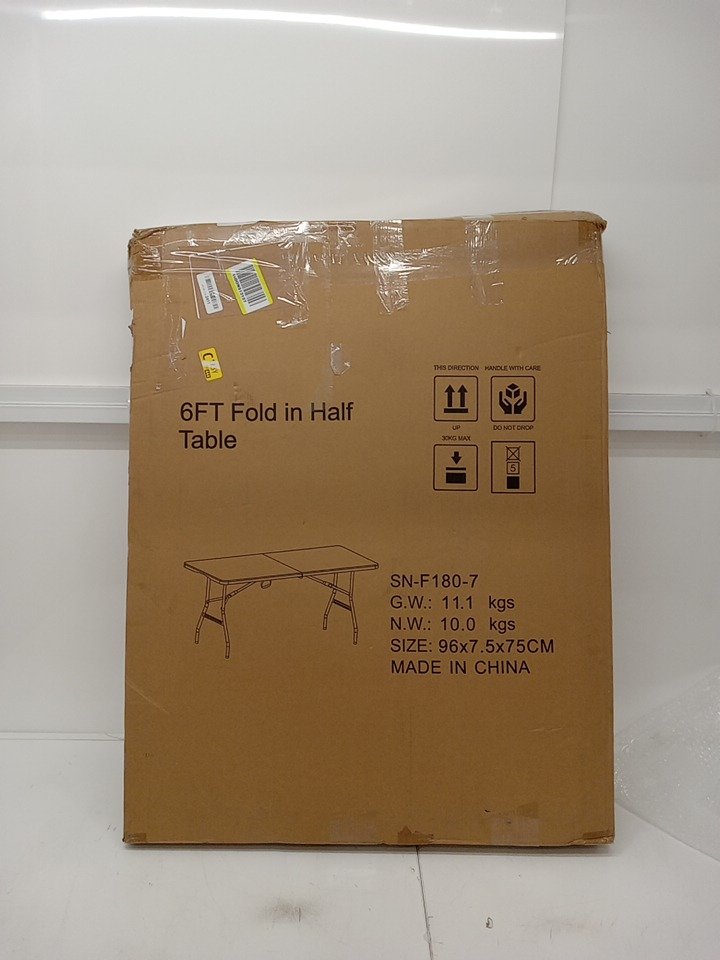 THIS DIRECTION
HANDLE WITH CARE
UP
DO NOT DROP
30KG MAX
5
6FT Fold in Half
Table
SN-F180-7
G.W.: 11.1 kgs
N.W.: 10.0 kgs
SIZE: 96x7.5x75CM
MADE IN CHINA